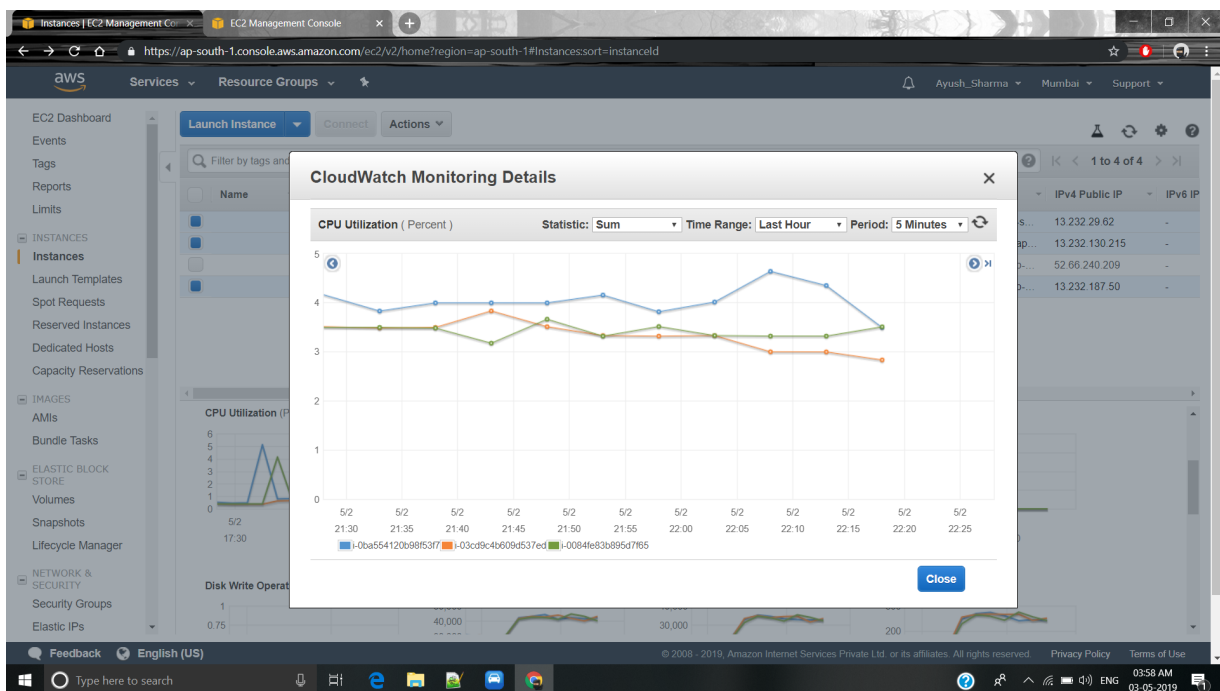 Instances | EC2 Management Co
EC2 Management Console
https://ap-south-1.console.aws.amazon.com/ec2/v2/home?region=ap-south-1#Instances:sort=instanceId
aws Services Resource Groups Ayush_Sharma Mumbai Support
EC2 Dashboard
Events
Tags
Reports
Limits
INSTANCES
Instances
Launch Templates
Spot Requests
Reserved Instances
Dedicated Hosts
Capacity Reservations
IMAGES
AMIs
Bundle Tasks
ELASTIC BLOCK
STORE
Volumes
Snapshots
Lifecycle Manager
NETWORK &
SECURITY
Security Groups
Elastic IPs
Launch Instance Connect Actions
Filter by tags and 1 to 4 of 4
Name IPv4 Public IP IPv6 IP
13.232.29.62 -
13.232.130.215 -
52.66.240.209 -
13.232.187.50 -
CloudWatch Monitoring Details
CPU Utilization ( Percent ) Statistic: Sum Time Range: Last Hour Period: 5 Minutes
5
4
3
2
1
0
5/2 5/2 5/2 5/2 5/2 5/2 5/2 5/2 5/2 5/2 5/2 5/2
21:30 21:35 21:40 21:45 21:50 21:55 22:00 22:05 22:10 22:15 22:20 22:25
i-0ba554120b98f53f7 i-03cd9c4b609d537ed i-0084fe83b895d7f65
Close
CPU Utilization (P
6
5
4
3
2
1
0
5/2
17:30
Disk Write Operat
1
0.75
40,000
30,000
200
Feedback English (US) © 2008 - 2019, Amazon Internet Services Private Ltd. or its affiliates. All rights reserved. Privacy Policy Terms of Use
Type here to search
ENG
03:58 AM
03-05-2019